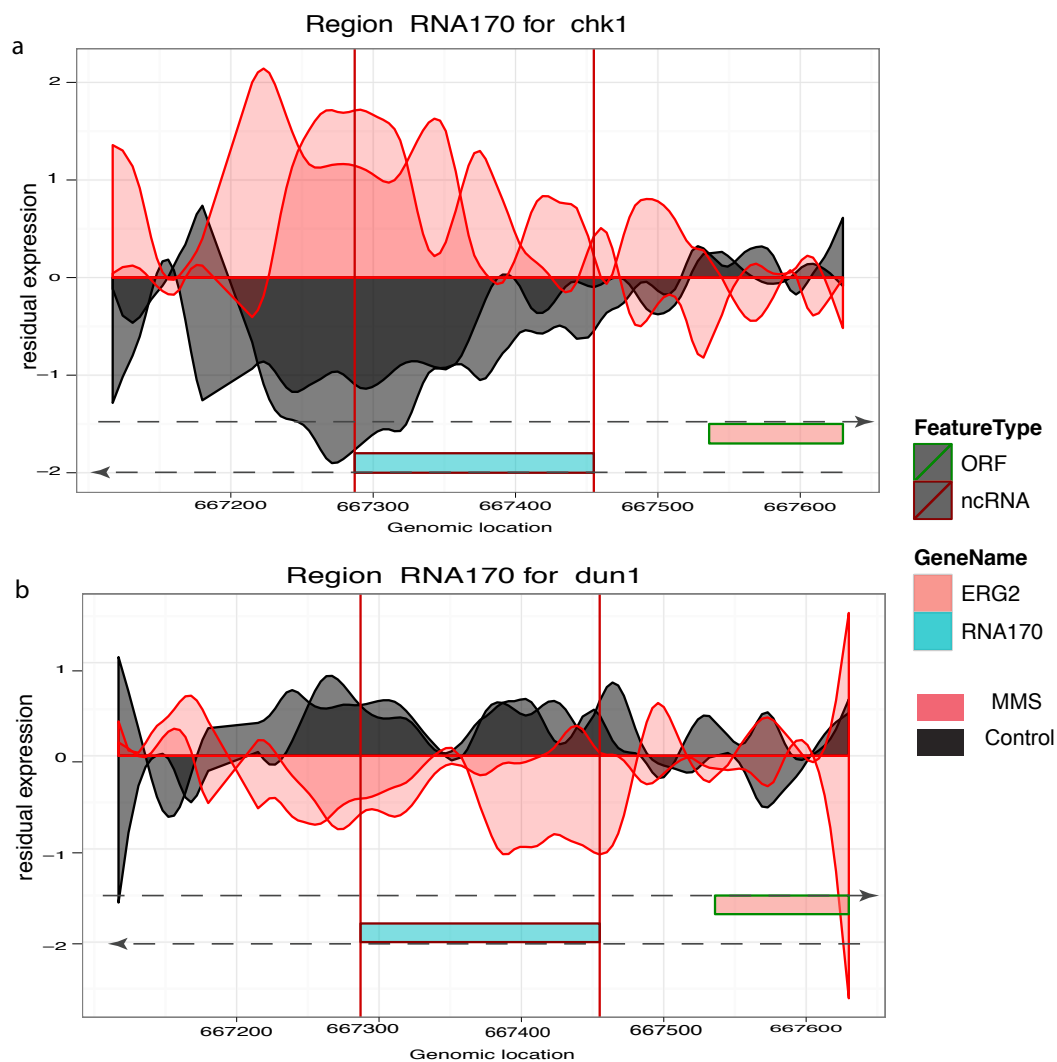 a
Region RNA170 for chk1
residual expression
2
1
0
−1
−2
667200
667300
667400
667500
667600
Genomic location
FeatureType
ORF
ncRNA
GeneName
ERG2
RNA170
MMS
Control
b
Region RNA170 for dun1
residual expression
1
0
−1
−2
667200
667300
667400
667500
667600
Genomic location